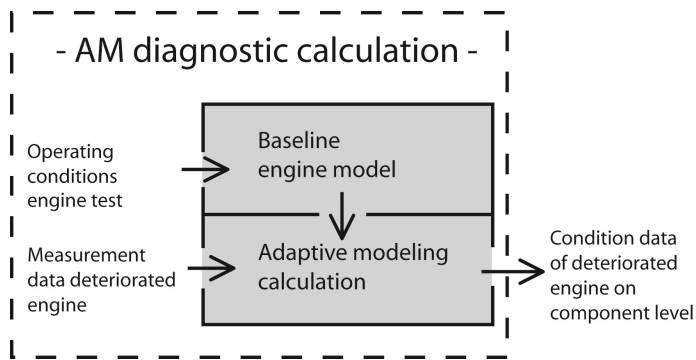 - AM diagnostic calculation -
Operating
conditions
engine test
Baseline
engine model
Measurement
data deteriorated
engine
Adaptive modeling
calculation
Condition data
of deteriorated
engine on
component level